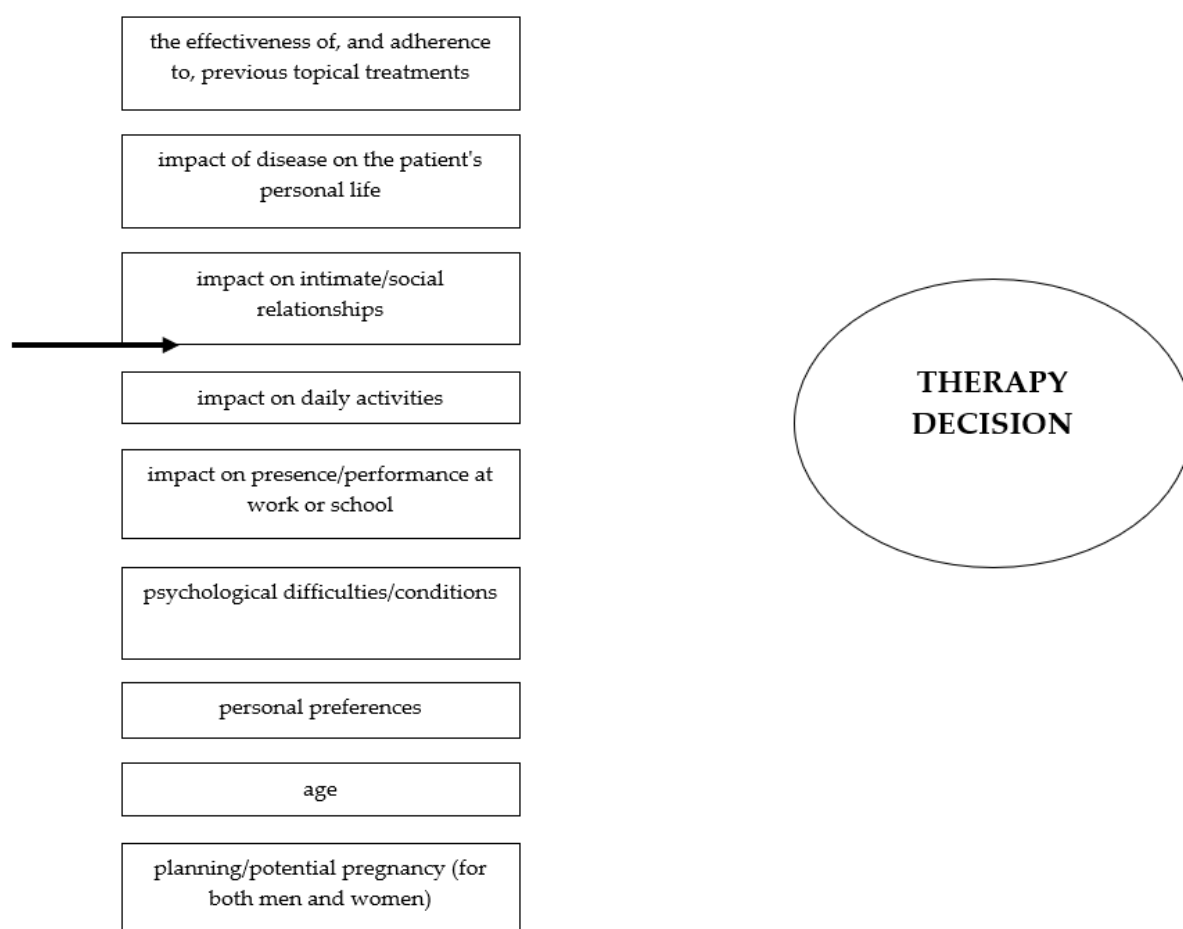 the effectiveness of, and adherence
to, previous topical treatments
impact of disease on the patient's
personal life
impact on intimate/social
relationships
impact on daily activities
impact on presence/performance at
work or school
psychological difficulties/conditions
personal preferences
age
planning/potential pregnancy (for
both men and women)
THERAPY
DECISION